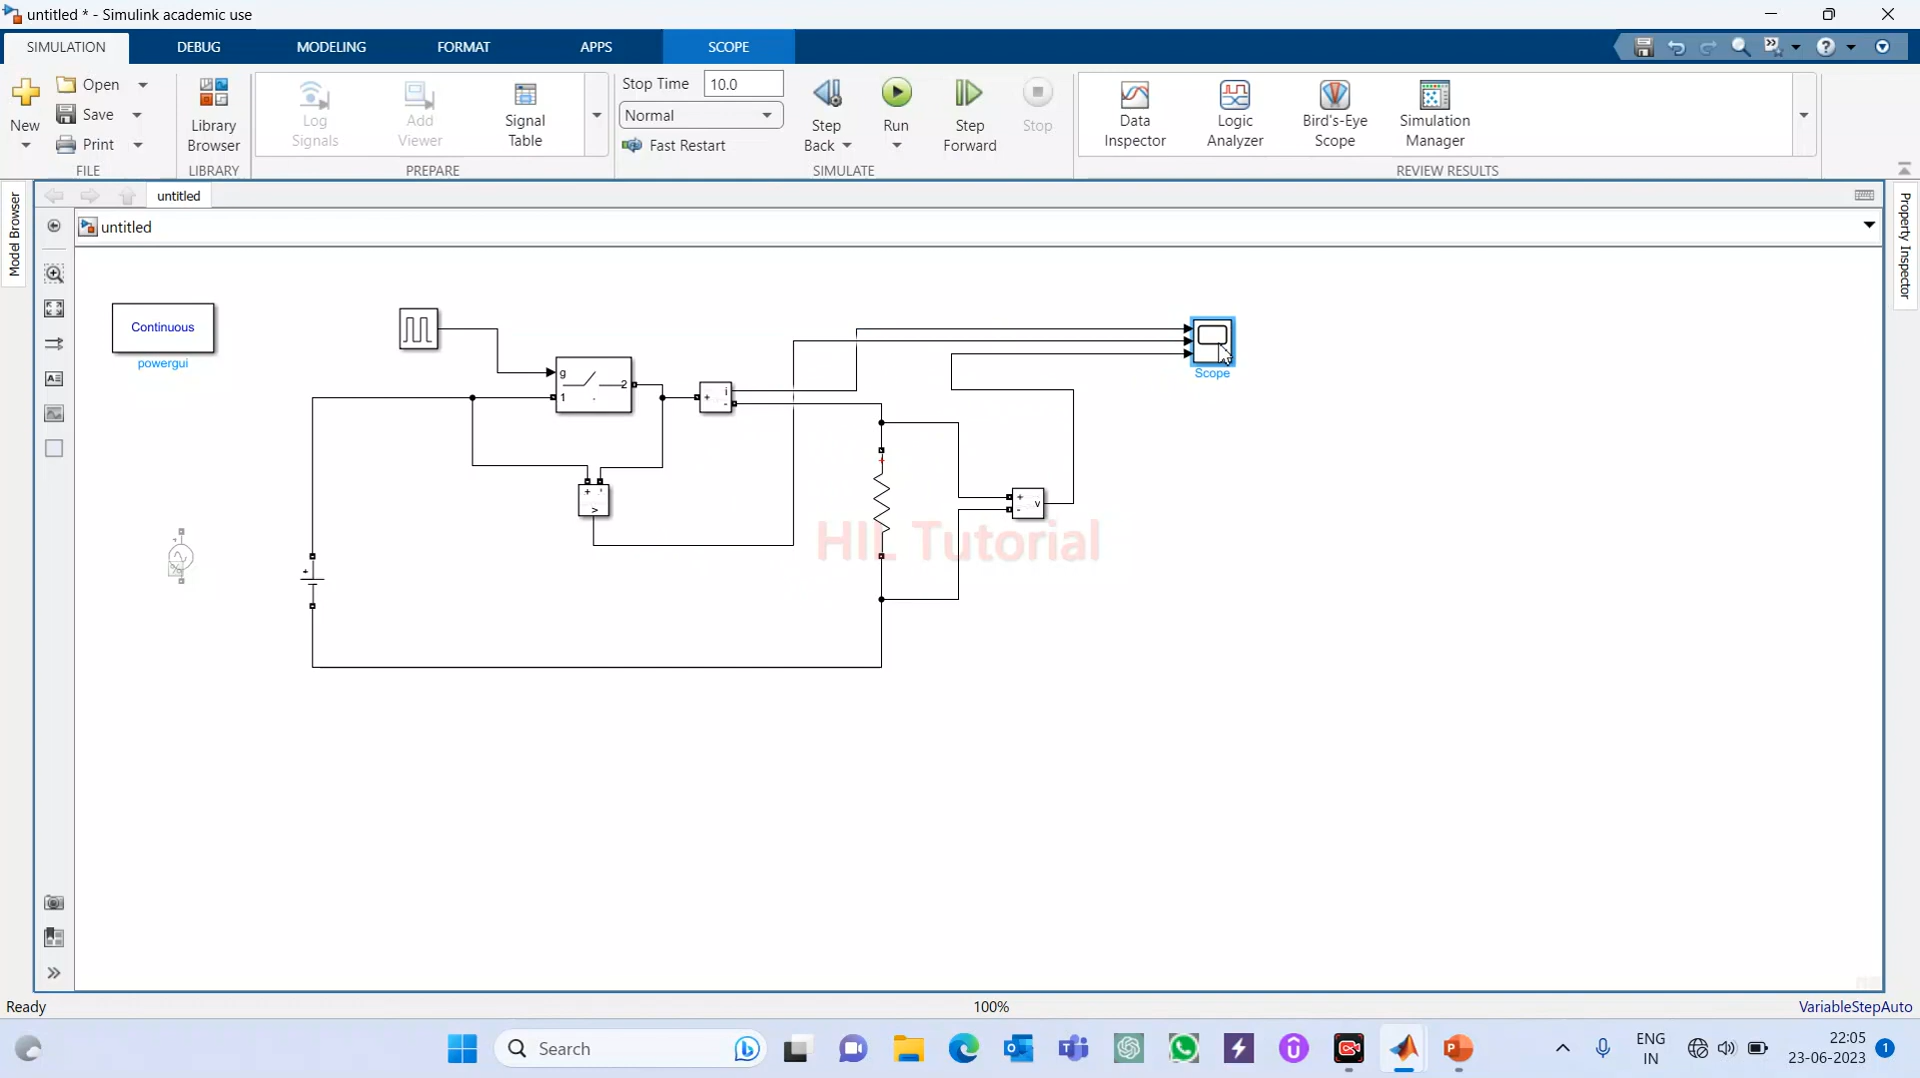 untitled * - Simulink academic use
SIMULATION
DEBUG
MODELING
FORMAT
APPS
SCOPE
New
Open
Save
Print
FILE
Library
Browser
LIBRARY
Log
Signals
Add
Viewer
Signal
Table
PREPARE
Stop Time
10.0
Normal
Fast Restart
Step
Back
Run
Step
Forward
Stop
SIMULATE
Data
Inspector
Logic
Analyzer
Bird's-Eye
Scope
Simulation
Manager
REVIEW RESULTS
Model Browser
Property Inspector
untitled
untitled
Continuous
powergui
g
1
2
+
i
-
+
-
v
+
-
v
+
+
Scope
HIL Tutorial
Ready
100%
VariableStepAuto
Search
ENG
IN
22:05
23-06-2023
1